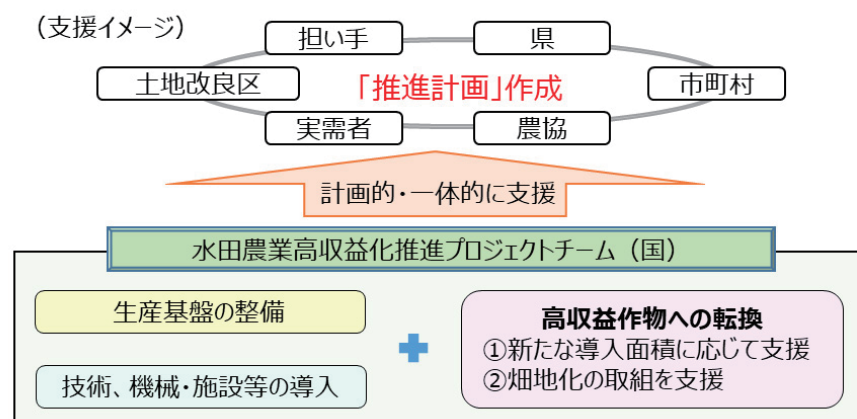 （支援イメージ）
担い手
県
土地改良区
「推進計画」作成
市町村
実需者
農協
計画的・一体的に支援
水田農業高収益化推進プロジェクトチーム（国）
生産基盤の整備
技術、機械・施設等の導入
高収益作物への転換
①新たな導入面積に応じて支援
②畑地化の取組を支援